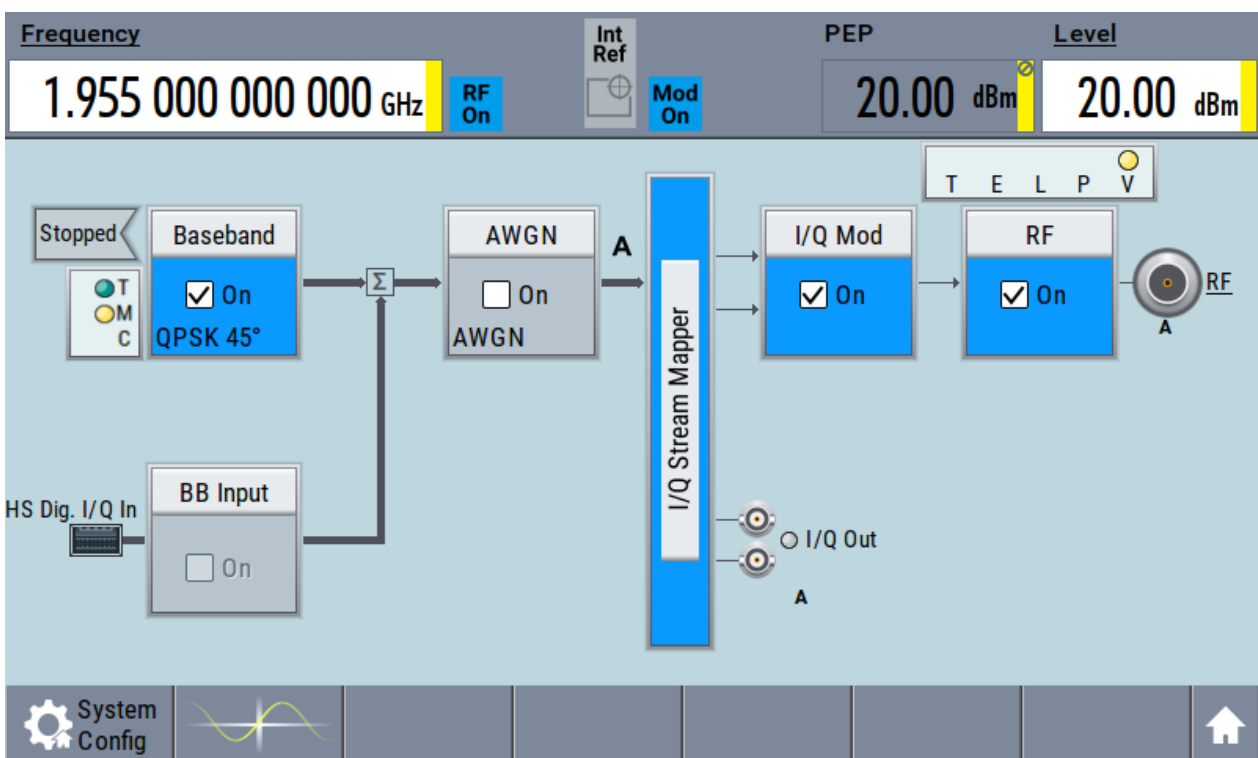 Frequency
Int
Ref
PEP
Level
1.955 000 000 000 GHz
RF
On
Mod
On
20.00 dBm
20.00 dBm
T E L P V
Stopped
Baseband
On
QPSK 45°
T
M
C
Σ
AWGN
On
AWGN
A
I/Q Stream Mapper
I/Q Mod
On
RF
On
RF
A
HS Dig. I/Q In
BB Input
On
I/Q Out
A
System
Config